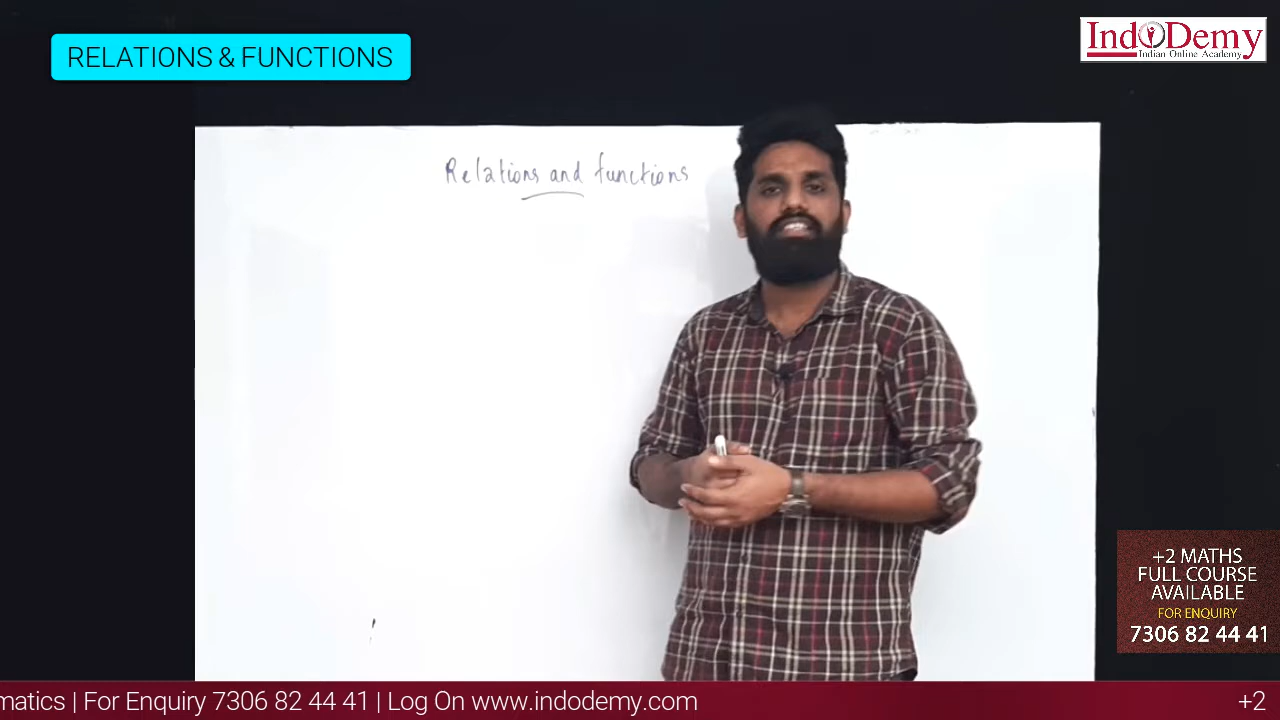 RELATIONS & FUNCTIONS
IndoDemy
Indian Online Academy
Relations and functions
+2 MATHS
FULL COURSE
AVAILABLE
FOR ENQUIRY
7306 82 44 41
matics | For Enquiry 7306 82 44 41 | Log On www.indodemy.com
+2